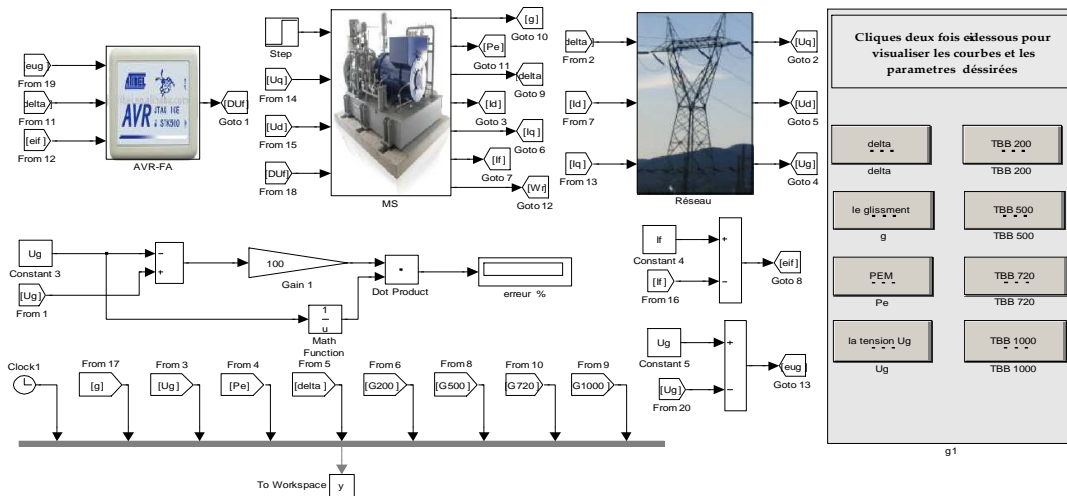 [eug]
From 19
[delta]
From 11
[eif]
From 12
AVR
AVR-FA
[DUf]
Goto 1
Step
[Uq]
From 14
[Ud]
From 15
[DUf]
From 18
MS
[g]
Goto 10
[Pe]
Goto 11
[delta
Goto 9
[Id]
Goto 3
[Iq]
Goto 6
[If]
Goto 7
[Wr]
Goto 12
delta]
From 2
[Id]
From 7
[Iq]
From 13
Réseau
[Uq]
Goto 2
[Ud]
Goto 5
[Ug]
Goto 4
Ug
Constant 3
[Ug]
From 1
100
Gain 1
1
u
Math
Function
Dot Product
erreur %
If
Constant 4
[If]
From 16
[eif]
Goto 8
Ug
Constant 5
[Ug]
From 20
[eug]
Goto 13
Clock1
From 17
[g]
From 3
[Ug]
From 4
[Pe]
From 5
[delta]
From 6
[G200]
From 8
[G500]
From 10
[G720]
From 9
G1000]
To Workspace
y
Cliques deux fois cidessous pour
visualiser les courbes et les
parametres déssirées
delta
delta
TBB 200
TBB 200
le glissment
g
TBB 500
TBB 500
PEM
Pe
TBB 720
TBB 720
la tension Ug
Ug
TBB 1000
TBB 1000
g1